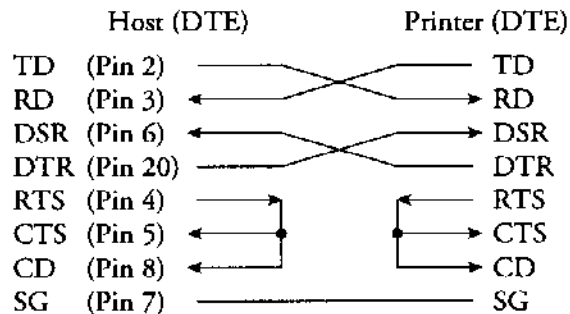 Host (DTE) Printer (DTE)
TD (Pin 2) TD
RD (Pin 3) RD
DSR (Pin 6) DSR
DTR (Pin 20) DTR
RTS (Pin 4) RTS
CTS (Pin 5) CTS
CD (Pin 8) CD
SG (Pin 7) SG